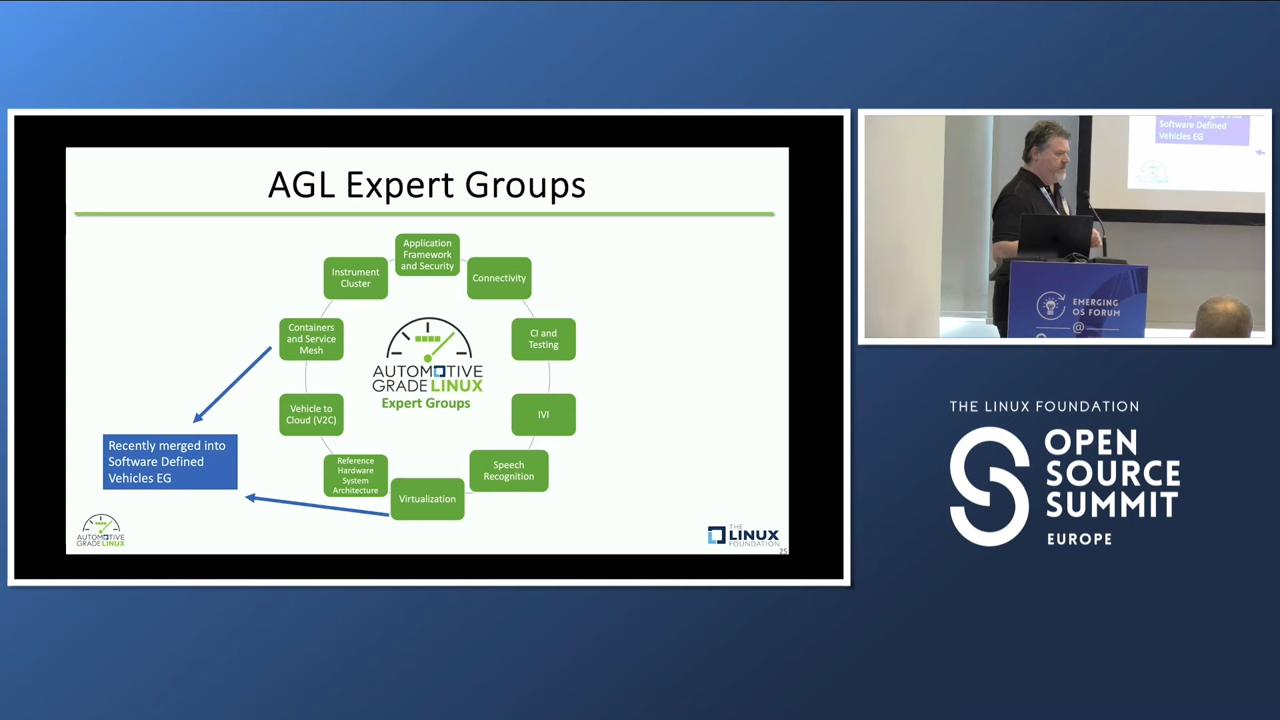 AGL Expert Groups
Application
Framework
and Security
Instrument
Cluster
Connectivity
Containers
and Service
Mesh
CI and
Testing
AUTOMOTIVE
GRADE LINUX
Expert Groups
Vehicle to
Cloud (V2C)
IVI
Recently merged into
Software Defined
Vehicles EG
Reference
Hardware
System
Architecture
Speech
Recognition
Virtualization
AUTOMOTIVE
GRADE LINUX
THE
LINUX
FOUNDATION
25
Software Defined
Vehicles EG
EMERGING
OS FORUM
@
THE LINUX FOUNDATION
OPEN
SOURCE
SUMMIT
EUROPE